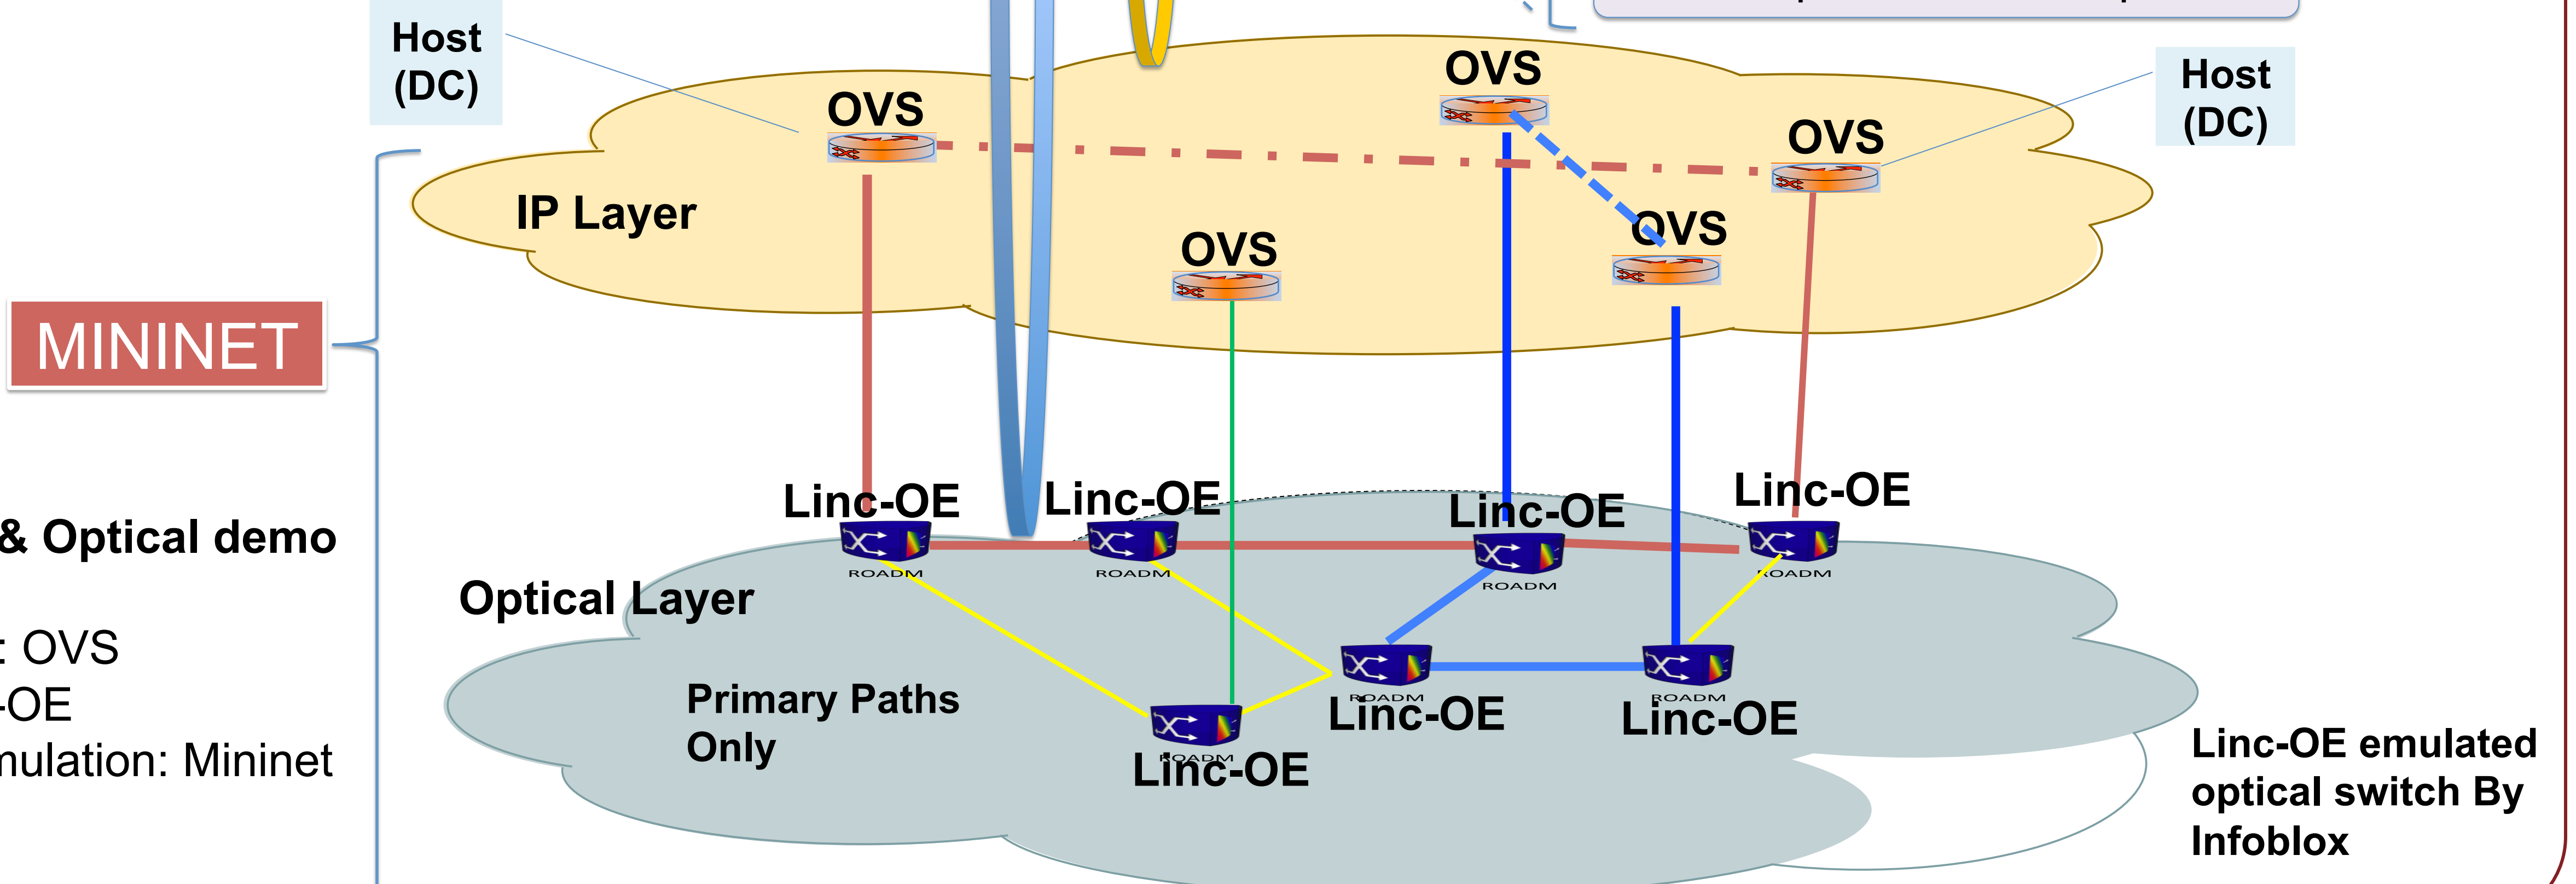 Host
(DC)
OVS
OVS
Host
(DC)
OVS
IP Layer
OVS
OVS
MININET
Linc-OE
Linc-OE
Linc-OE
Linc-OE
ROADM
ROADM
ROADM
ROADM
& Optical demo
Optical Layer
: OVS
-OE
mulation: Mininet
Primary Paths
Only
ROADM
Linc-OE
ROADM
Linc-OE
ROADM
Linc-OE
Linc-OE emulated
optical switch By
Infoblox